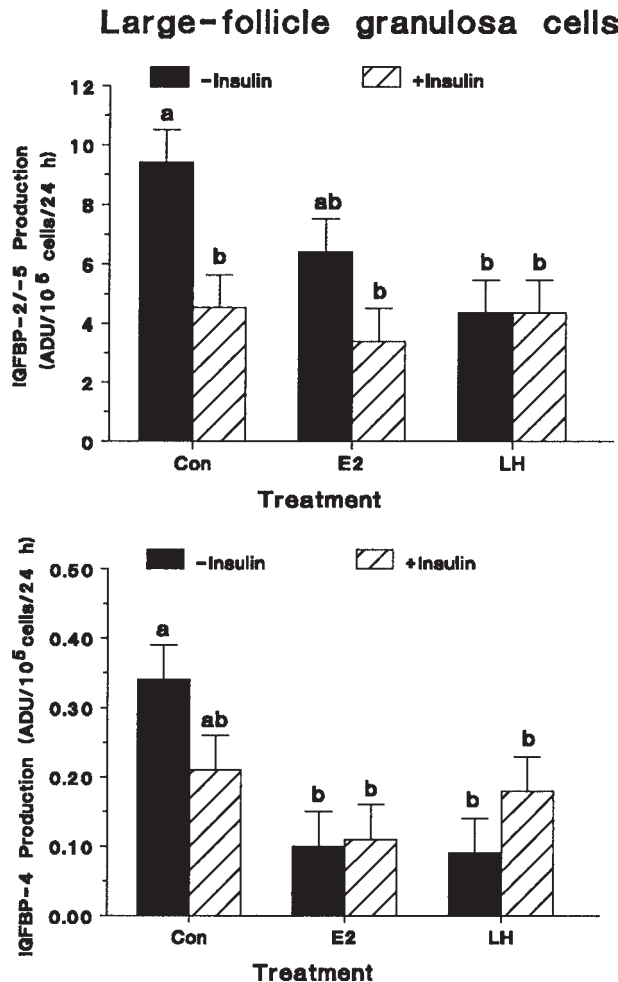 Large-follicle granulosa cells
-Insulin +Insulin
IGFBP-2/-5 Production
(ADU/10⁵ cells/24 h)
12
10
8
6
4
2
0
a
b
ab
b
b
b
Con E2 LH
Treatment
-Insulin +Insulin
IGFBP-4 Production (ADU/10⁵cells/24 h)
0.50
0.40
0.30
0.20
0.10
0.00
a
ab
b
b
b
b
Con E2 LH
Treatment